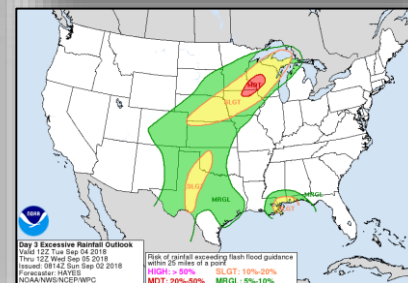 MDT
SLGT
SLGT
MRGL
MRGL
SLGT
NOAA
Day 3 Excessive Rainfall Outlook
Valid 12Z Tue Sep 04 2018
Thru 12Z Wed Sep 05 2018
Issued: 0814Z Sun Sep 02 2018
Forecaster: HAYES
NOAA/NWS/NCEP/WPC
Risk of rainfall exceeding flash flood guidance
within 25 miles of a point
HIGH: > 50% SLGT: 10%-20%
MDT: 20%-50% MRGL: 5%-10%